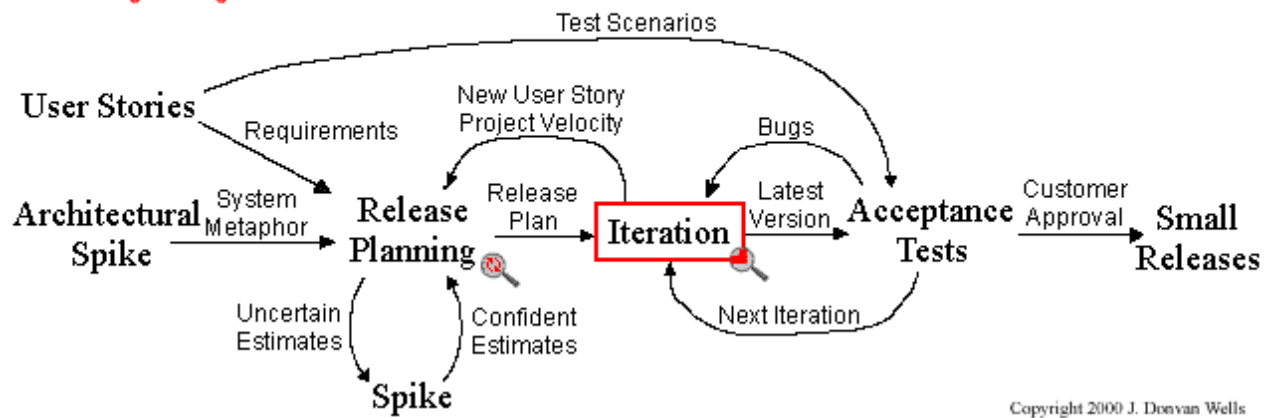 Test Scenarios
User Stories
New User Story
Project Velocity
Bugs
Requirements
Architectural
Spike
System
Metaphor
Release
Planning
Release
Plan
Iteration
Latest
Version
Acceptance
Tests
Customer
Approval
Small
Releases
Uncertain
Estimates
Confident
Estimates
Next Iteration
Spike
Copyright 2000 J. Donvan Wells